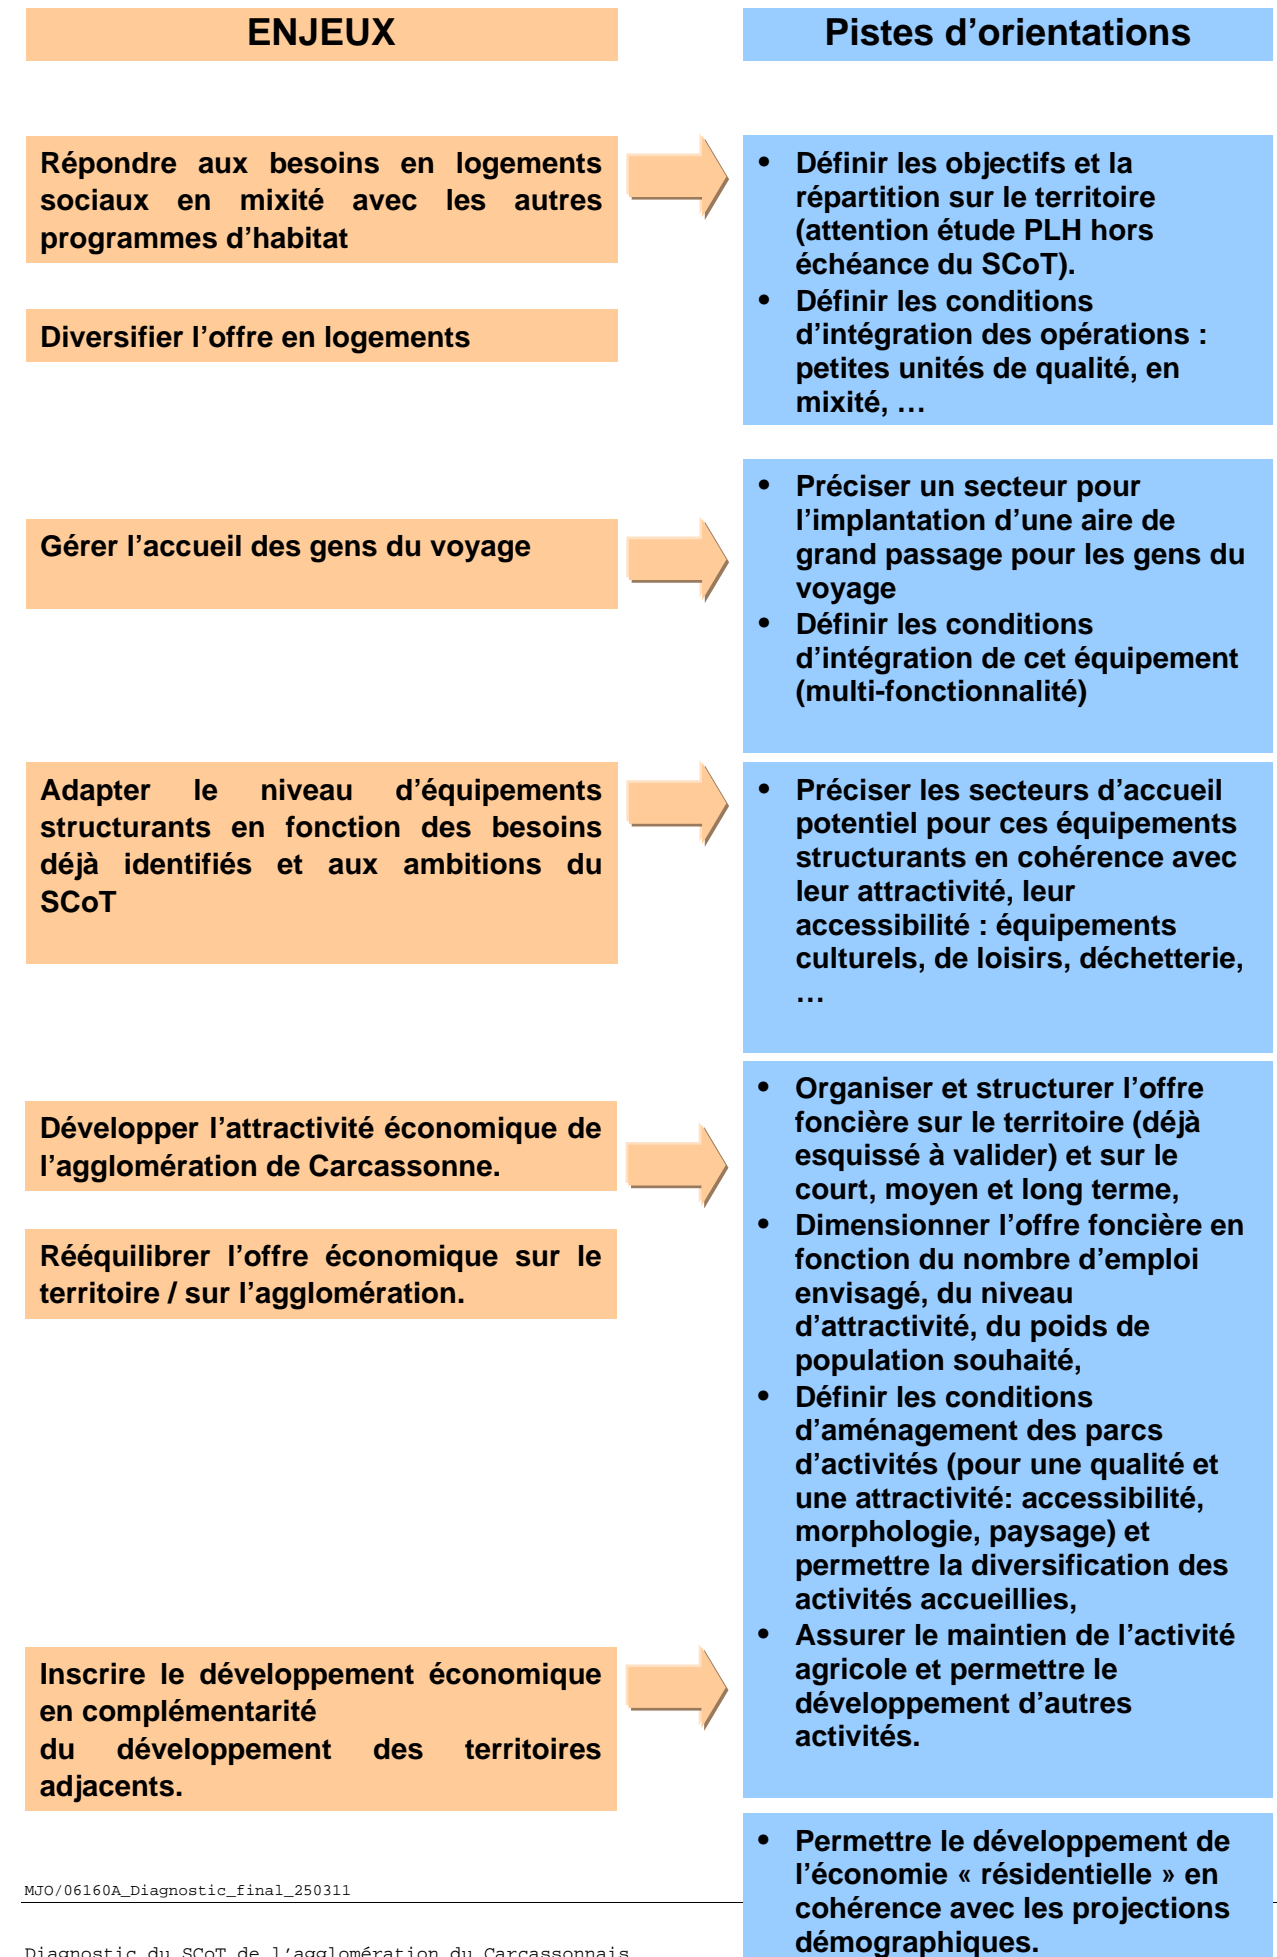 ENJEUX
Pistes d’orientations
Répondre aux besoins en logements
sociaux en mixité avec les autres
programmes d’habitat
Diversifier l’offre en logements
• Définir les objectifs et la
répartition sur le territoire
(attention étude PLH hors
échéance du SCoT).
• Définir les conditions
d’intégration des opérations :
petites unités de qualité, en
mixité, …
Gérer l’accueil des gens du voyage
• Préciser un secteur pour
l’implantation d’une aire de
grand passage pour les gens du
voyage
• Définir les conditions
d’intégration de cet équipement
(multi-fonctionnalité)
Adapter le niveau d’équipements
structurants en fonction des besoins
déjà identifiés et aux ambitions du
SCoT
• Préciser les secteurs d’accueil
potentiel pour ces équipements
structurants en cohérence avec
leur attractivité, leur
accessibilité : équipements
culturels, de loisirs, déchetterie,
…
Développer l’attractivité économique de
l’agglomération de Carcassonne.
Rééquilibrer l’offre économique sur le
territoire / sur l’agglomération.
• Organiser et structurer l’offre
foncière sur le territoire (déjà
esquissé à valider) et sur le
court, moyen et long terme,
• Dimensionner l’offre foncière en
fonction du nombre d’emploi
envisagé, du niveau
d’attractivité, du poids de
population souhaité,
• Définir les conditions
d’aménagement des parcs
d’activités (pour une qualité et
une attractivité: accessibilité,
morphologie, paysage) et
permettre la diversification des
activités accueillies,
• Assurer le maintien de l’activité
agricole et permettre le
développement d’autres
activités.
Inscrire le développement économique
en complémentarité
du développement des territoires
adjacents.
• Permettre le développement de
l’économie « résidentielle » en
cohérence avec les projections
démographiques.
MJO/06160A_Diagnostic_final_250311
Diagnostic du SCoT de l’agglomération du Carcassonnais